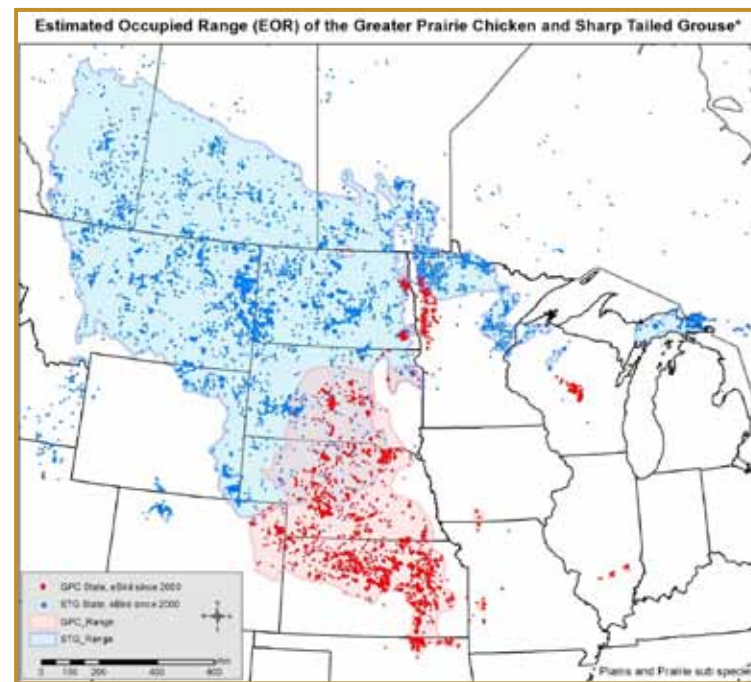 Estimated Occupied Range (EOR) of the Greater Prairie Chicken and Sharp Tailed Grouse*
GPC State, eBird since 2000
STG State, eBird since 2000
GPC_Range
STG_Range
0 100 200 400 600
* Plains and Prairie sub species